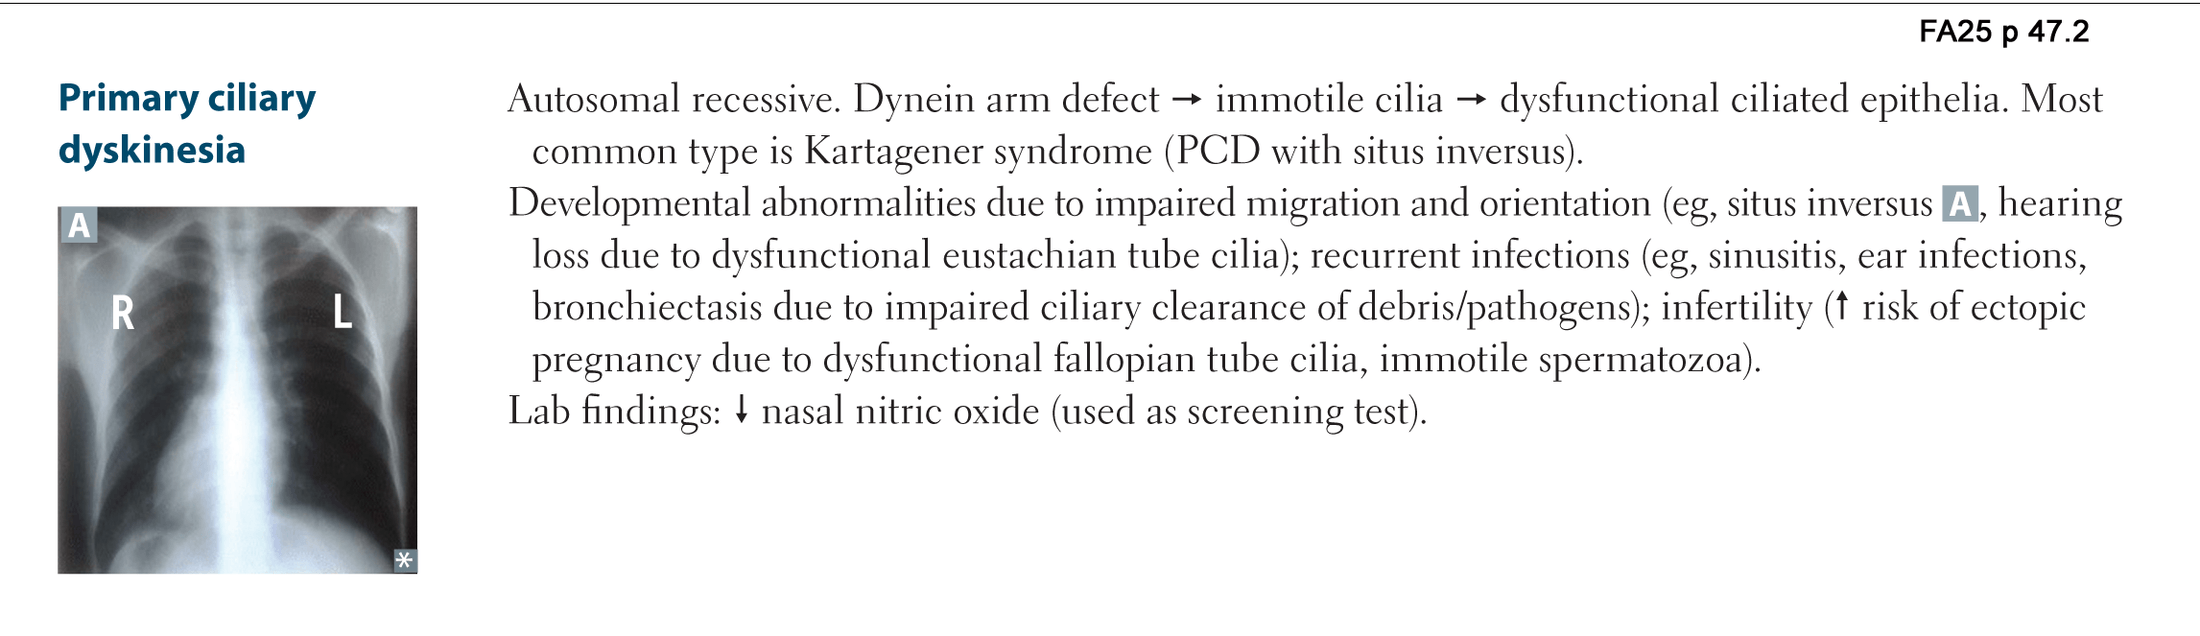 FA25 p 47.2
Primary ciliary
dyskinesia
Autosomal recessive. Dynein arm defect → immotile cilia → dysfunctional ciliated epithelia. Most
common type is Kartagener syndrome (PCD with situs inversus).
Developmental abnormalities due to impaired migration and orientation (eg, situs inversus A, hearing
loss due to dysfunctional eustachian tube cilia); recurrent infections (eg, sinusitis, ear infections,
bronchiectasis due to impaired ciliary clearance of debris/pathogens); infertility (↑ risk of ectopic
pregnancy due to dysfunctional fallopian tube cilia, immotile spermatozoa).
Lab findings: ↓ nasal nitric oxide (used as screening test).
A
R L
*